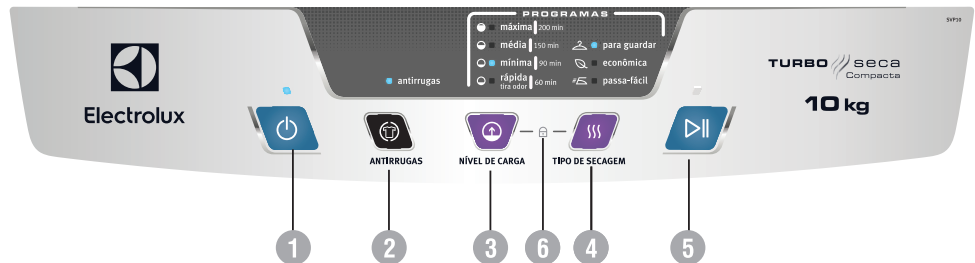 PROGRAMAS
SVP10
máxima 200 min
média 150 min para guardar
mínima 90 min econômica
antirrugas rápida 60 min passa-fácil
tira odor
Electrolux
TURBO seca
Compacta
10 kg
ANTIRRUGAS NÍVEL DE CARGA TIPO DE SECAGEM
1 2 3 6 4 5